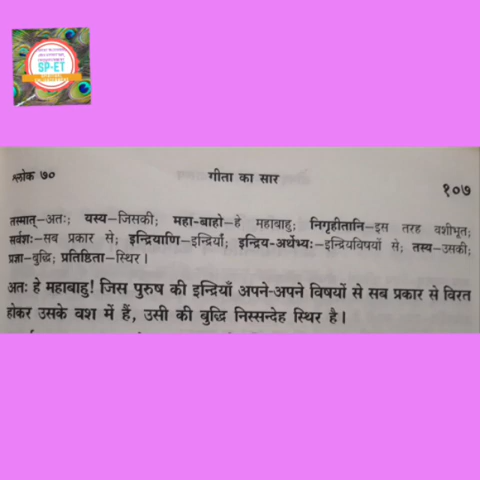 SP-ET
श्लोक ७०
गीता का सार
१०७
तस्मात्–अतः; यस्य–जिसकी; महा-बाहो–हे महाबाहु; निगृहीतानि–इस तरह वशीभूत;
सर्वशः–सब प्रकार से; इन्द्रियाणि–इन्द्रियाँ; इन्द्रिय-अर्थेभ्यः–इन्द्रियविषयों से; तस्य–उसकी;
प्रज्ञा–बुद्धि; प्रतिष्ठिता–स्थिर।
अतः हे महाबाहु! जिस पुरुष की इन्द्रियाँ अपने-अपने विषयों से सब प्रकार से विरत
होकर उसके वश में हैं, उसी की बुद्धि निस्सन्देह स्थिर है।